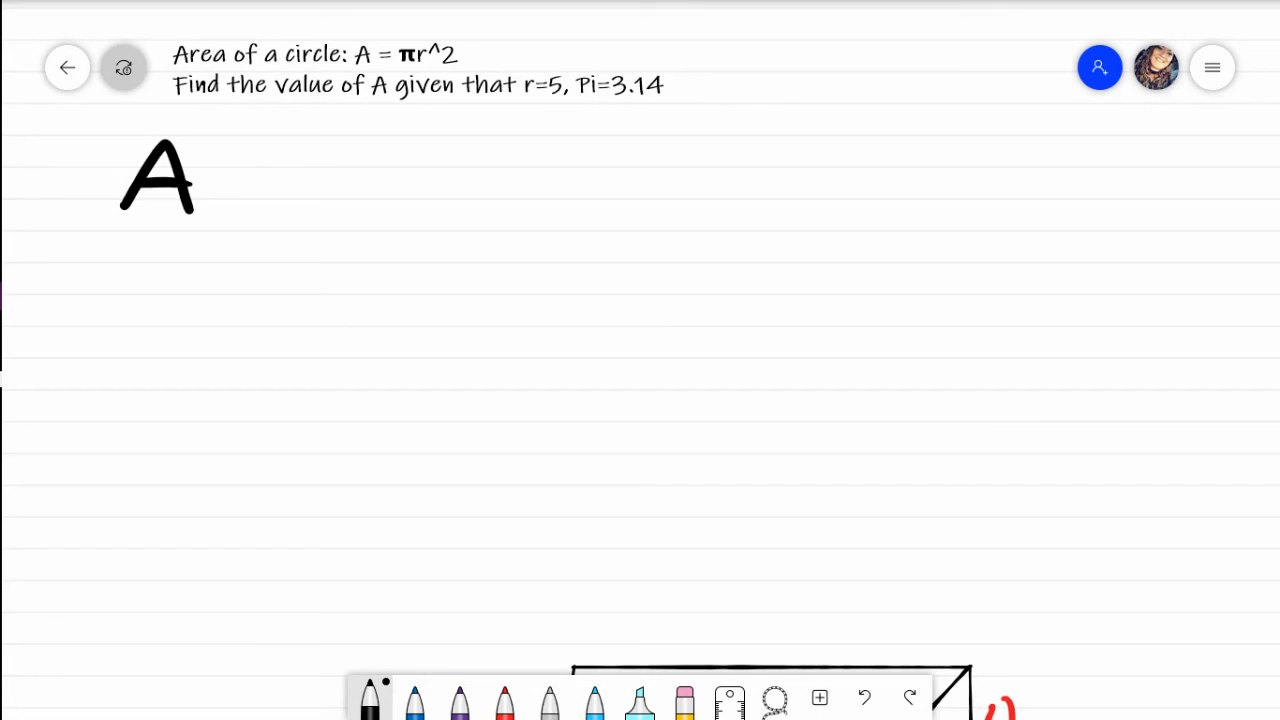 Area of a circle: A = πr^2
Find the value of A given that r=5, Pi=3.14
A